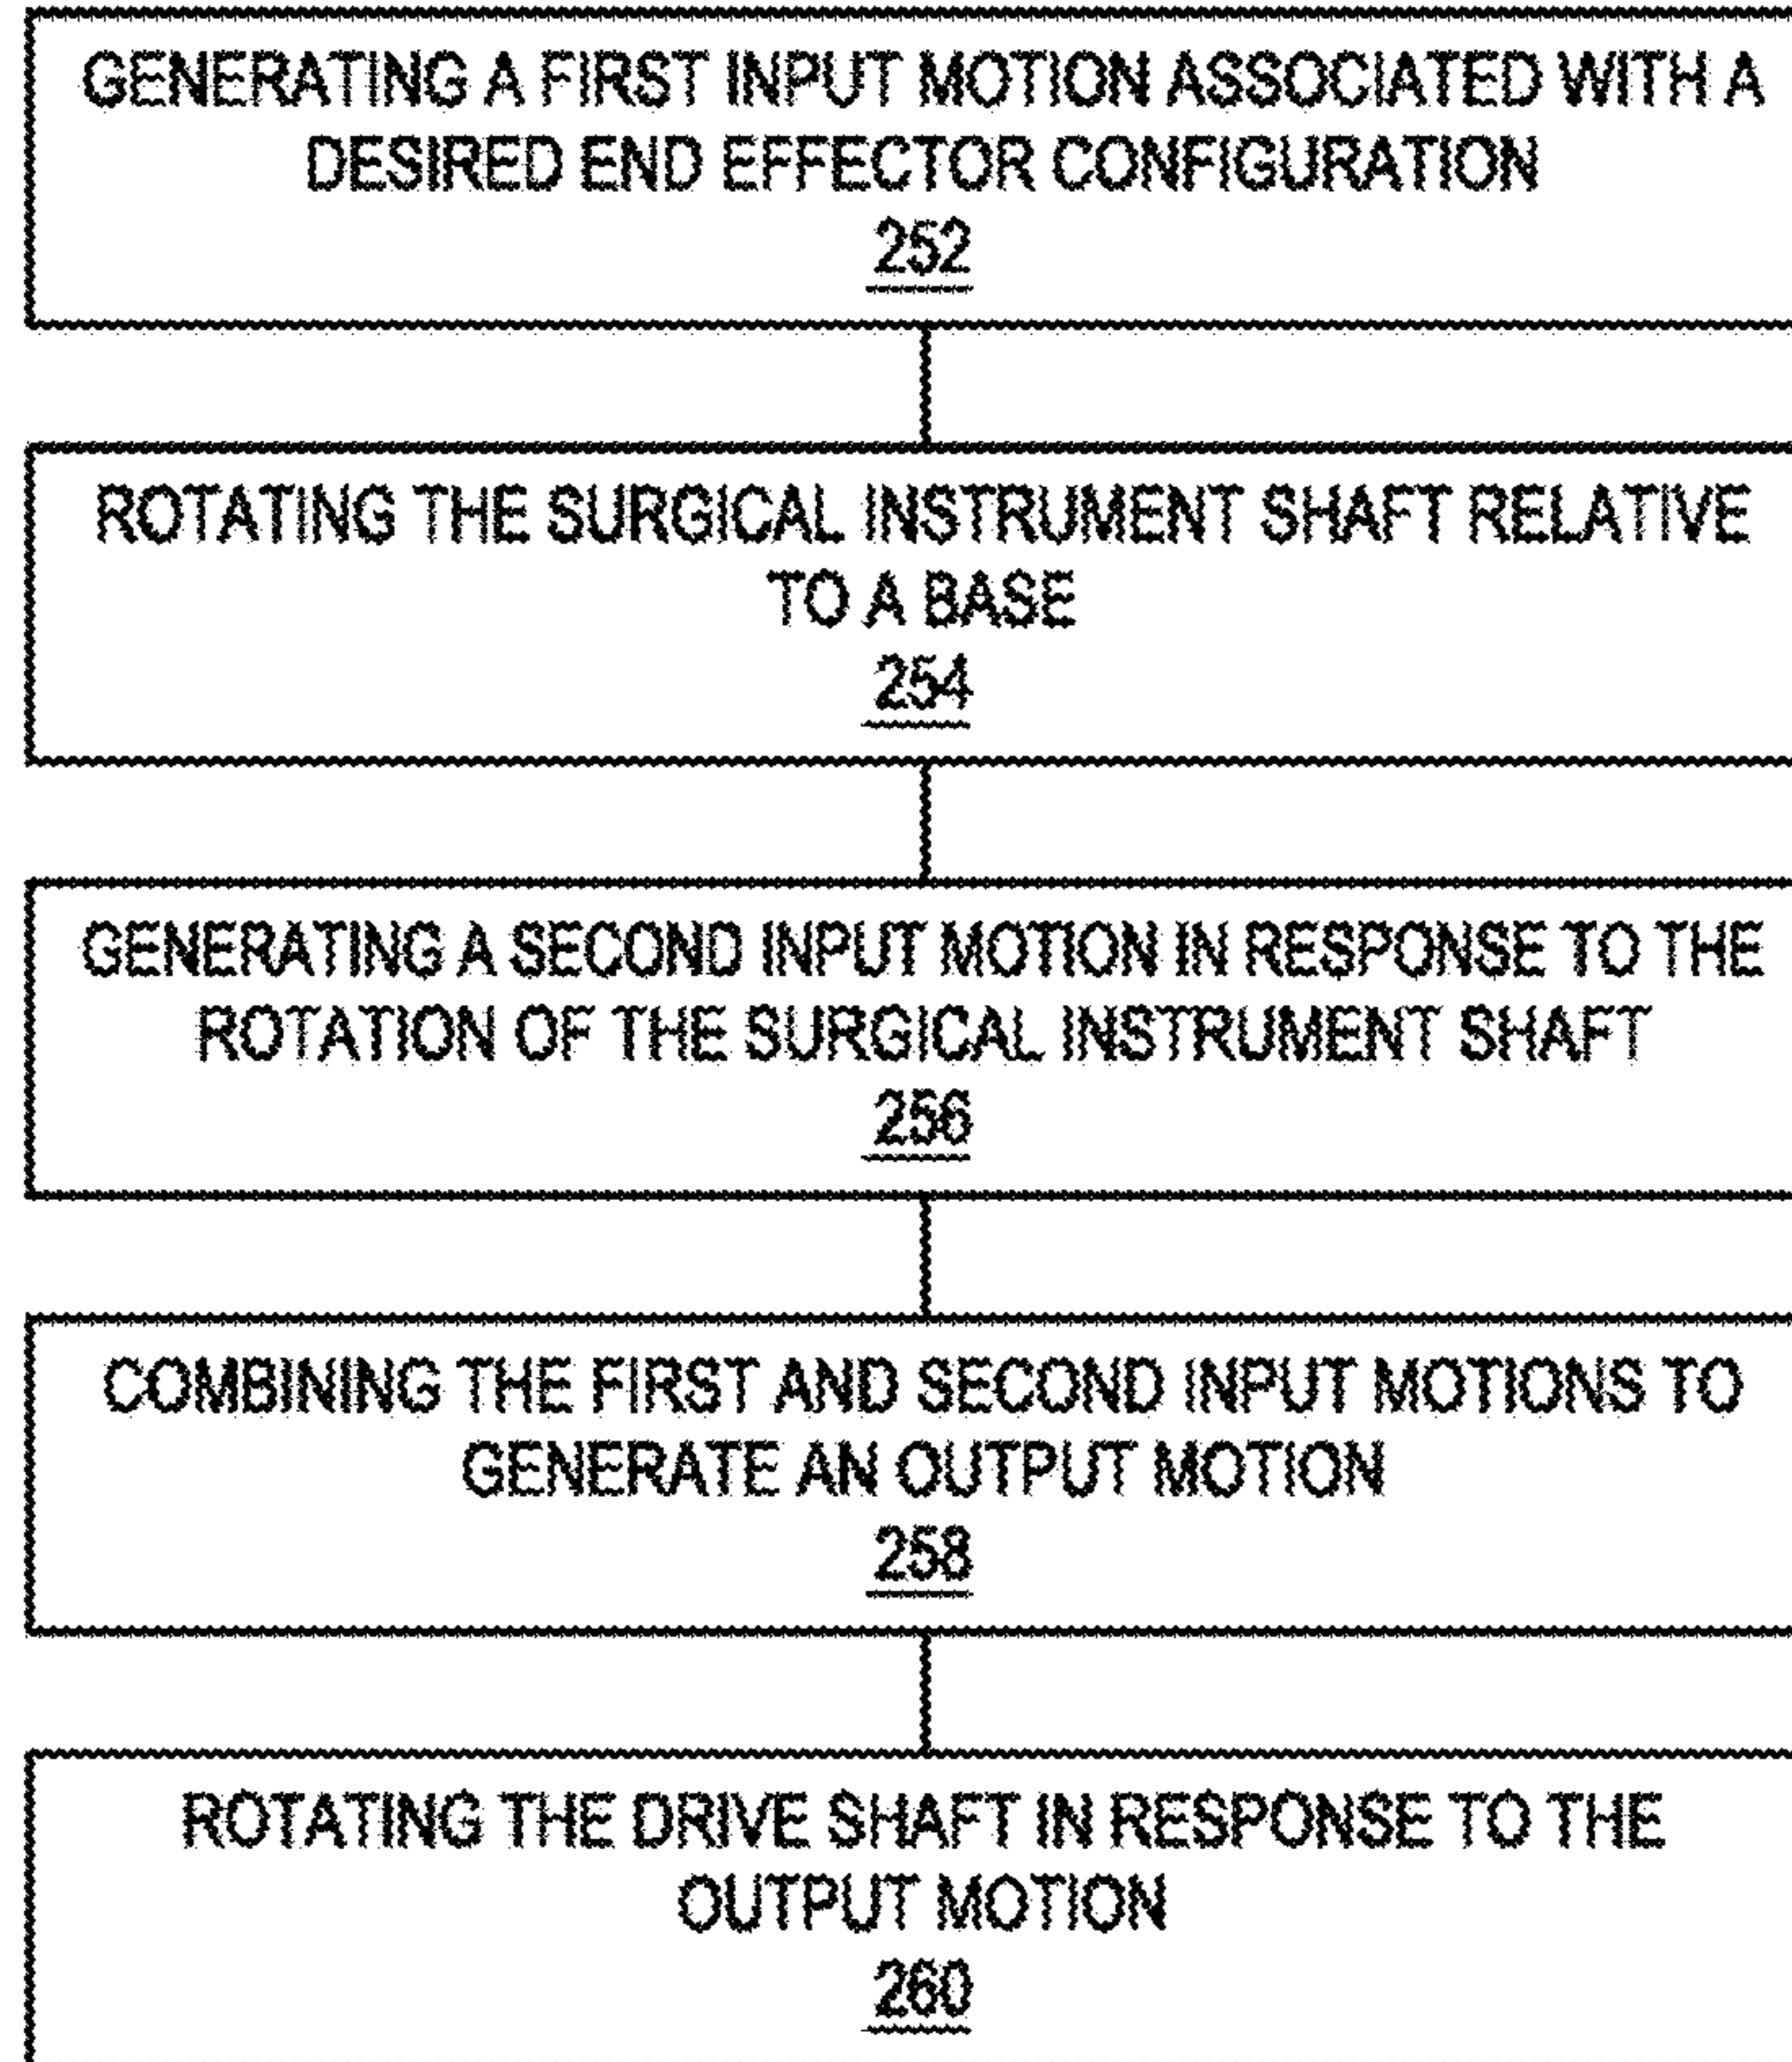 GENERATING A FIRST INPUT MOTION ASSOCIATED WITH A
DESIRED END EFFECTOR CONFIGURATION
252
ROTATING THE SURGICAL INSTRUMENT SHAFT RELATIVE
TO A BASE
254
GENERATING A SECOND INPUT MOTION IN RESPONSE TO THE
ROTATION OF THE SURGICAL INSTRUMENT SHAFT
256
COMBINING THE FIRST AND SECOND INPUT MOTIONS TO
GENERATE AN OUTPUT MOTION
258
ROTATING THE DRIVE SHAFT IN RESPONSE TO THE
OUTPUT MOTION
260